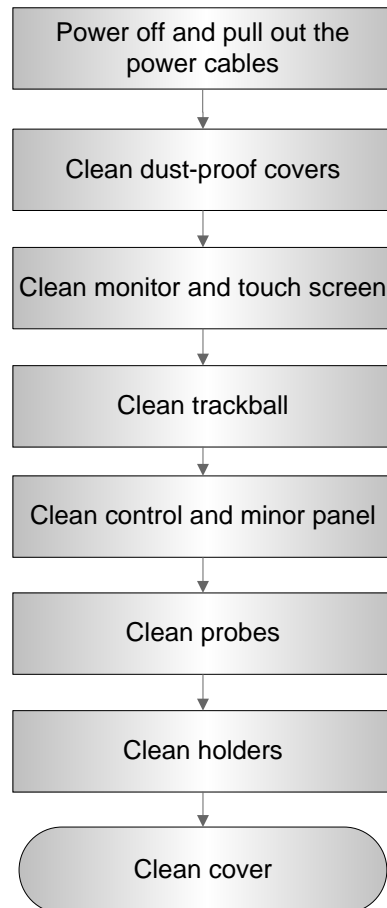 Power off and pull out the
power cables
Clean dust-proof covers
Clean monitor and touch screen
Clean trackball
Clean control and minor panel
Clean probes
Clean holders
Clean cover